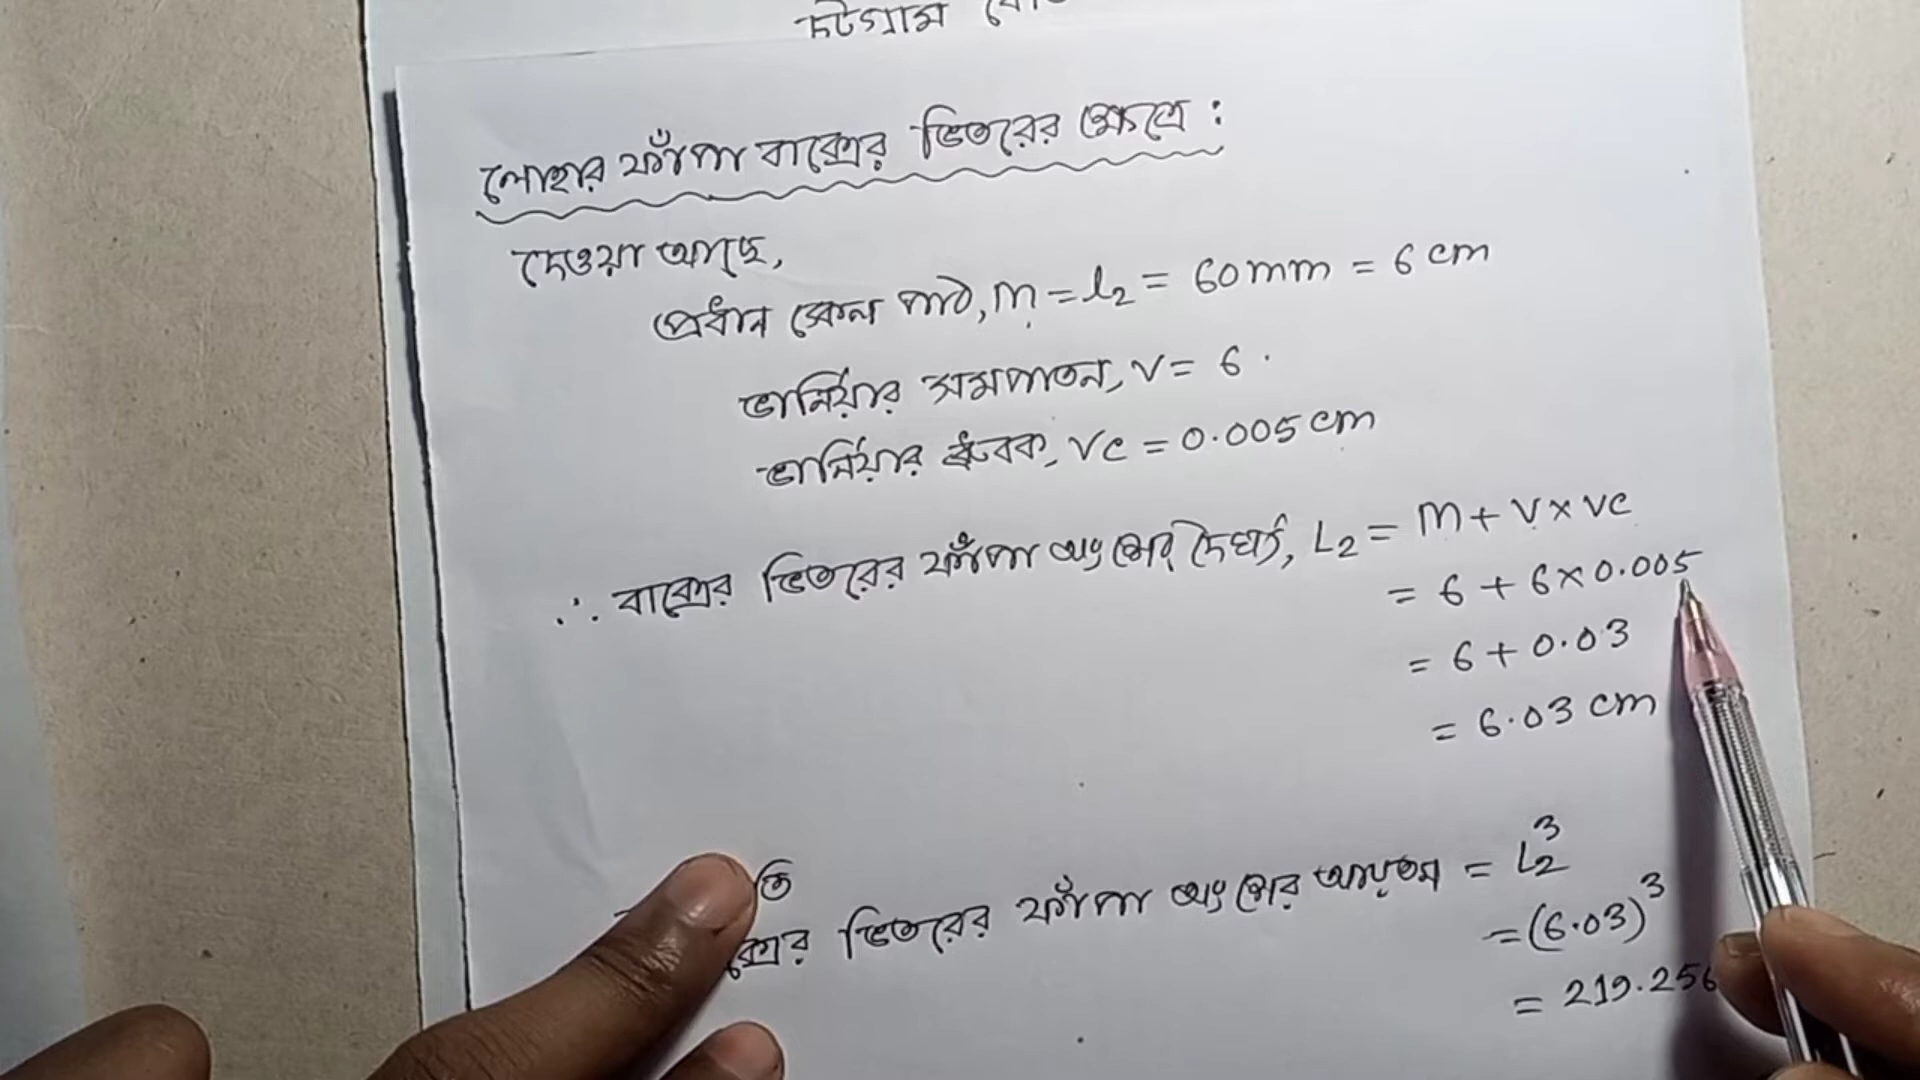 চট্টগ্রাম
লোহার ফাঁপা বাক্সের ভিতরের ক্ষেত্রে :
দেওয়া আছে,
প্রধান স্কেল পাঠ, m = l₂ = 60mm = 6 cm
ভার্নিয়ার সমপাতন, V = 6
ভার্নিয়ার ধ্রুবক, VC = 0.005 cm
∴ বাক্সের ভিতরের ফাঁপা অংশের দৈর্ঘ্য, L₂ = M + V × VC
= 6 + 6 × 0.005
= 6 + 0.03
= 6.03 cm
ভিতরের ফাঁপা অংশের আয়তন = L₂³
= (6.03)³
= 219.256